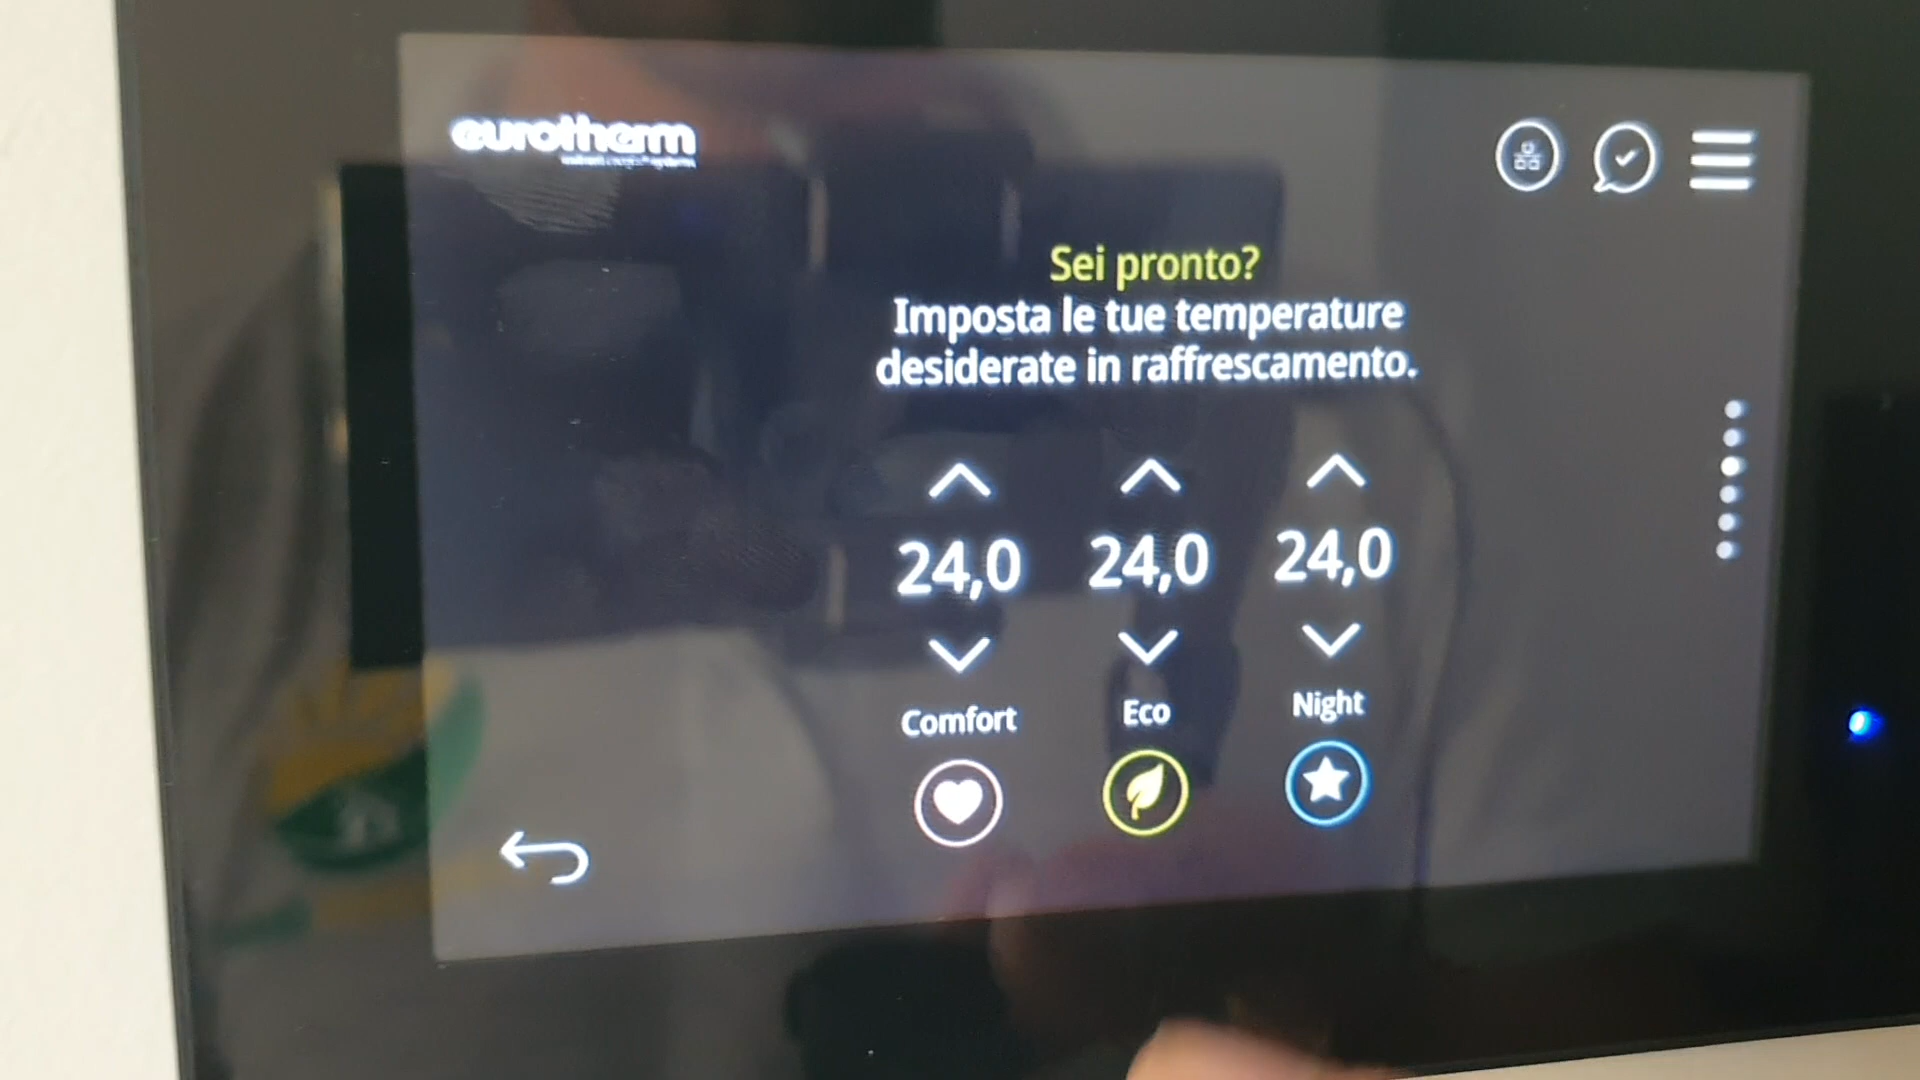 eurotherm
Sei pronto?
Imposta le tue temperature
desiderate in raffrescamento.
24,0 24,0 24,0
Comfort Eco Night